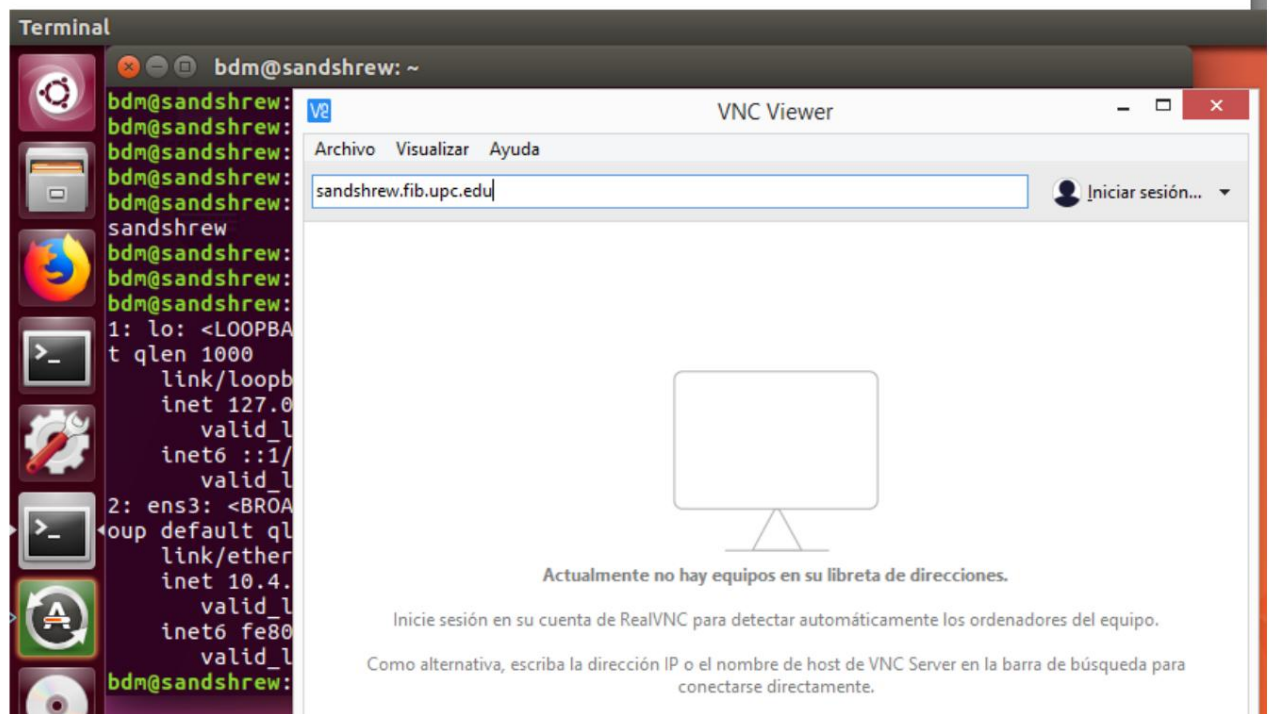 Terminal
bdm@sandshrew: ~
bdm@sandshrew:
bdm@sandshrew:
bdm@sandshrew:
bdm@sandshrew:
bdm@sandshrew:
sandshrew
bdm@sandshrew:
bdm@sandshrew:
bdm@sandshrew:
1: lo: <LOOPBA
t qlen 1000
link/loopb
inet 127.0
valid_l
inet6 ::1/
valid_l
2: ens3: <BROA
oup default ql
link/ether
inet 10.4.
valid_l
inet6 fe80
valid_l
bdm@sandshrew:
VNC Viewer
Archivo Visualizar Ayuda
sandshrew.fib.upc.edu
Iniciar sesión...
Actualmente no hay equipos en su libreta de direcciones.
Inicie sesión en su cuenta de RealVNC para detectar automáticamente los ordenadores del equipo.
Como alternativa, escriba la dirección IP o el nombre de host de VNC Server en la barra de búsqueda para
conectarse directamente.